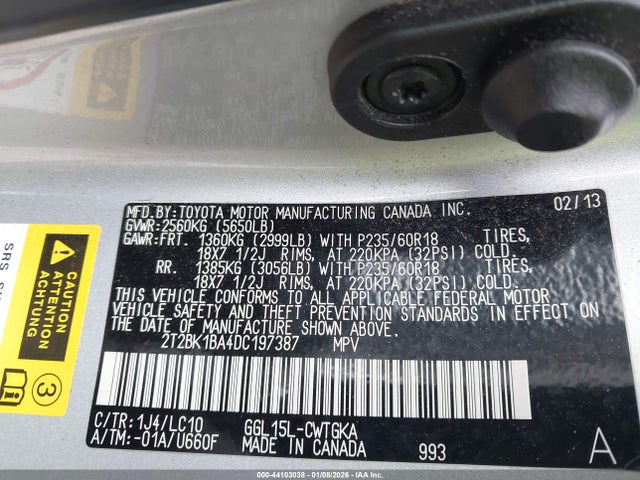 MFD.BY:TOYOTA MOTOR MANUFACTURING CANADA INC. 02/13
GVWR:2560KG (5650LB)
GAWR:FRT. 1360KG (2999LB) WITH P235/60R18 TIRES,
18X7 1/2J RIMS, AT 220KPA (32PSI) COLD.
RR. 1385KG (3056LB) WITH P235/60R18 TIRES,
18X7 1/2J RIMS, AT 220KPA (32PSI) COLD.
THIS VEHICLE CONFORMS TO ALL APPLICABLE FEDERAL MOTOR
VEHICLE SAFETY AND THEFT PREVENTION STANDARDS IN EFFECT ON
THE DATE OF MANUFACTURE SHOWN ABOVE.
2T2BK1BA4DC197387 MPV
C/TR:1J4/LC10 GGL15L-CWTGKA
A/TM:-01A/U660F MADE IN CANADA 993 A
SRS
CAUTION
ATTENTION
ACHTUNG
3
000-44103038 - 01/08/2026 - IAA Inc.